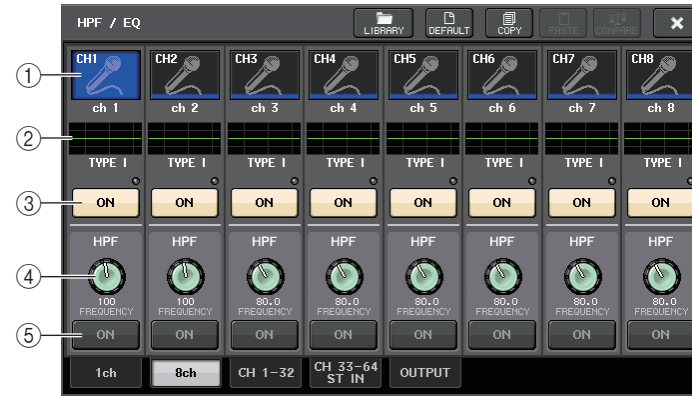 HPF / EQ
LIBRARY DEFAULT COPY PASTE COMPARE ×
CH1 CH2 CH3 CH4 CH5 CH6 CH7 CH8
1
ch 1 ch 2 ch 3 ch 4 ch 5 ch 6 ch 7 ch 8
2
TYPE I TYPE I TYPE I TYPE I TYPE I TYPE I TYPE I TYPE I
3 ON ON ON ON ON ON ON ON
HPF HPF HPF HPF HPF HPF HPF HPF
4
100 100 80.0 80.0 80.0 80.0 80.0 80.0
FREQUENCY FREQUENCY FREQUENCY FREQUENCY FREQUENCY FREQUENCY FREQUENCY FREQUENCY
5 ON ON ON ON ON ON ON ON
1ch 8ch CH 1-32 CH 33-64 OUTPUT
ST IN